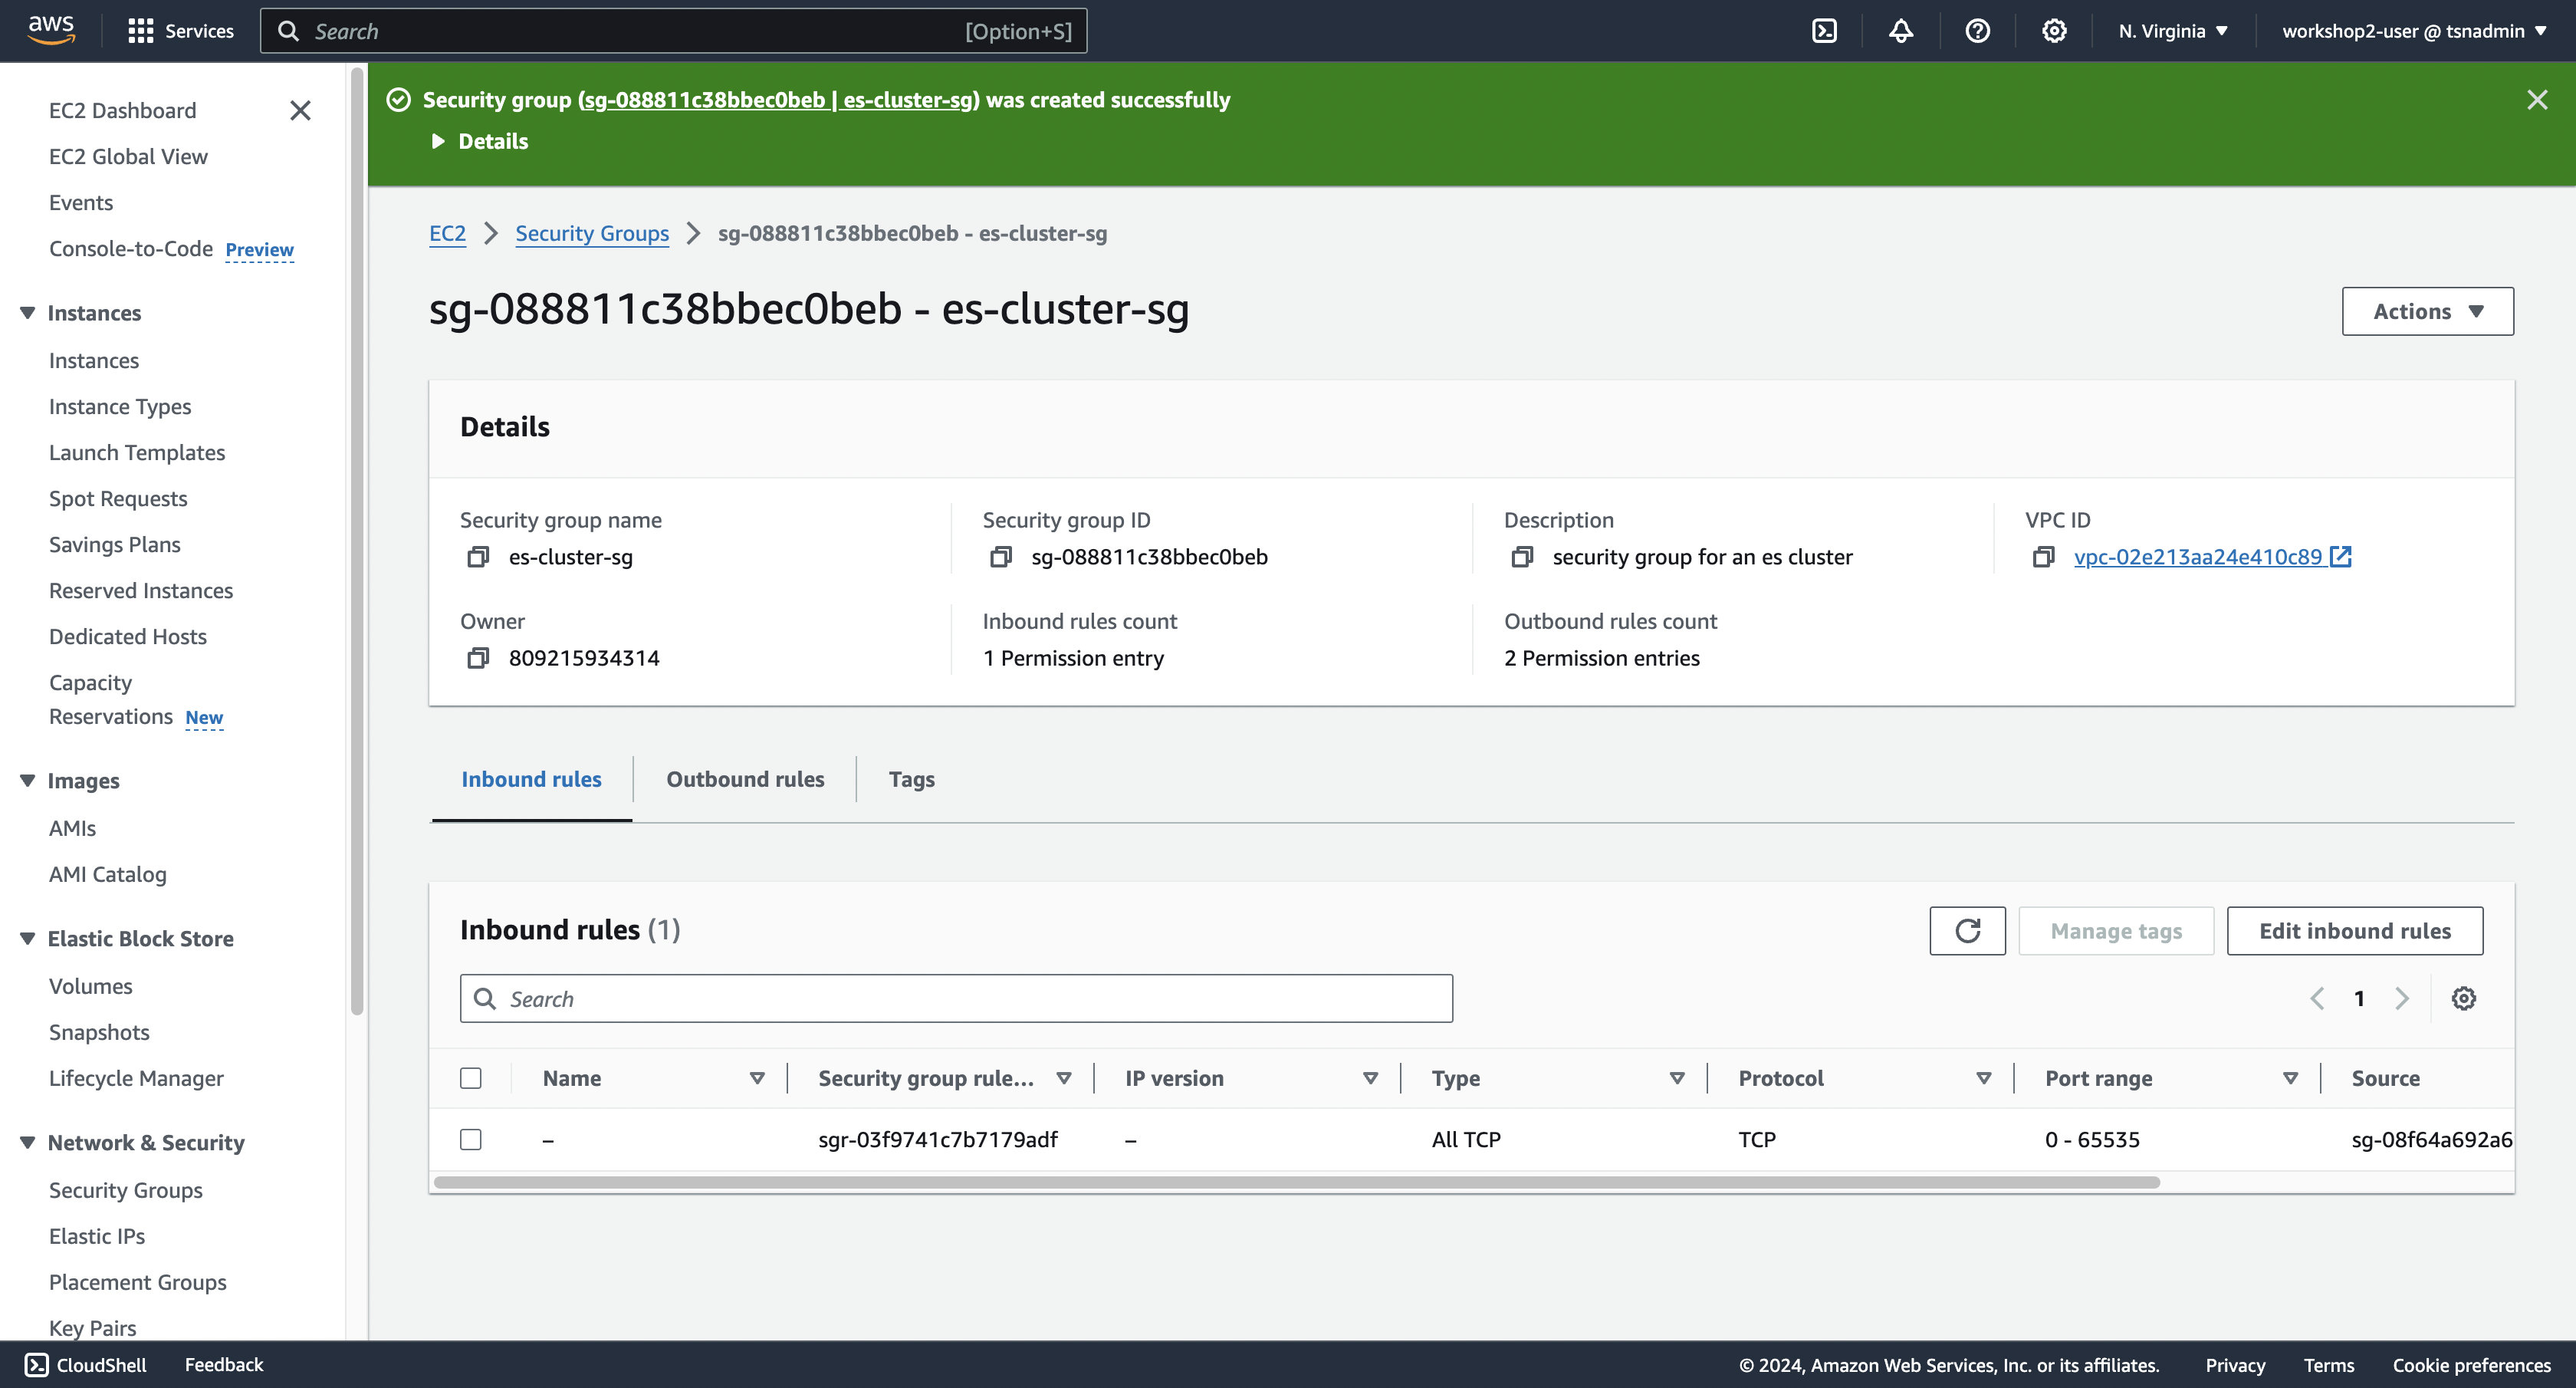 aws
Services
Search
[Option+S]
N. Virginia
workshop2-user @ tsnadmin
EC2 Dashboard
EC2 Global View
Events
Console-to-Code Preview
Instances
Instances
Instance Types
Launch Templates
Spot Requests
Savings Plans
Reserved Instances
Dedicated Hosts
Capacity
Reservations New
Images
AMIs
AMI Catalog
Elastic Block Store
Volumes
Snapshots
Lifecycle Manager
Network & Security
Security Groups
Elastic IPs
Placement Groups
Key Pairs
Security group (sg-088811c38bbec0beb | es-cluster-sg) was created successfully
Details
EC2 > Security Groups > sg-088811c38bbec0beb - es-cluster-sg
sg-088811c38bbec0beb - es-cluster-sg
Actions
Details
Security group name
es-cluster-sg
Security group ID
sg-088811c38bbec0beb
Description
security group for an es cluster
VPC ID
vpc-02e213aa24e410c89
Owner
809215934314
Inbound rules count
1 Permission entry
Outbound rules count
2 Permission entries
Inbound rules
Outbound rules
Tags
Inbound rules (1)
Manage tags
Edit inbound rules
Search
1
Name
Security group rule...
IP version
Type
Protocol
Port range
Source
–
sgr-03f9741c7b7179adf
–
All TCP
TCP
0 - 65535
sg-08f64a692a6
CloudShell
Feedback
© 2024, Amazon Web Services, Inc. or its affiliates.
Privacy
Terms
Cookie preferences